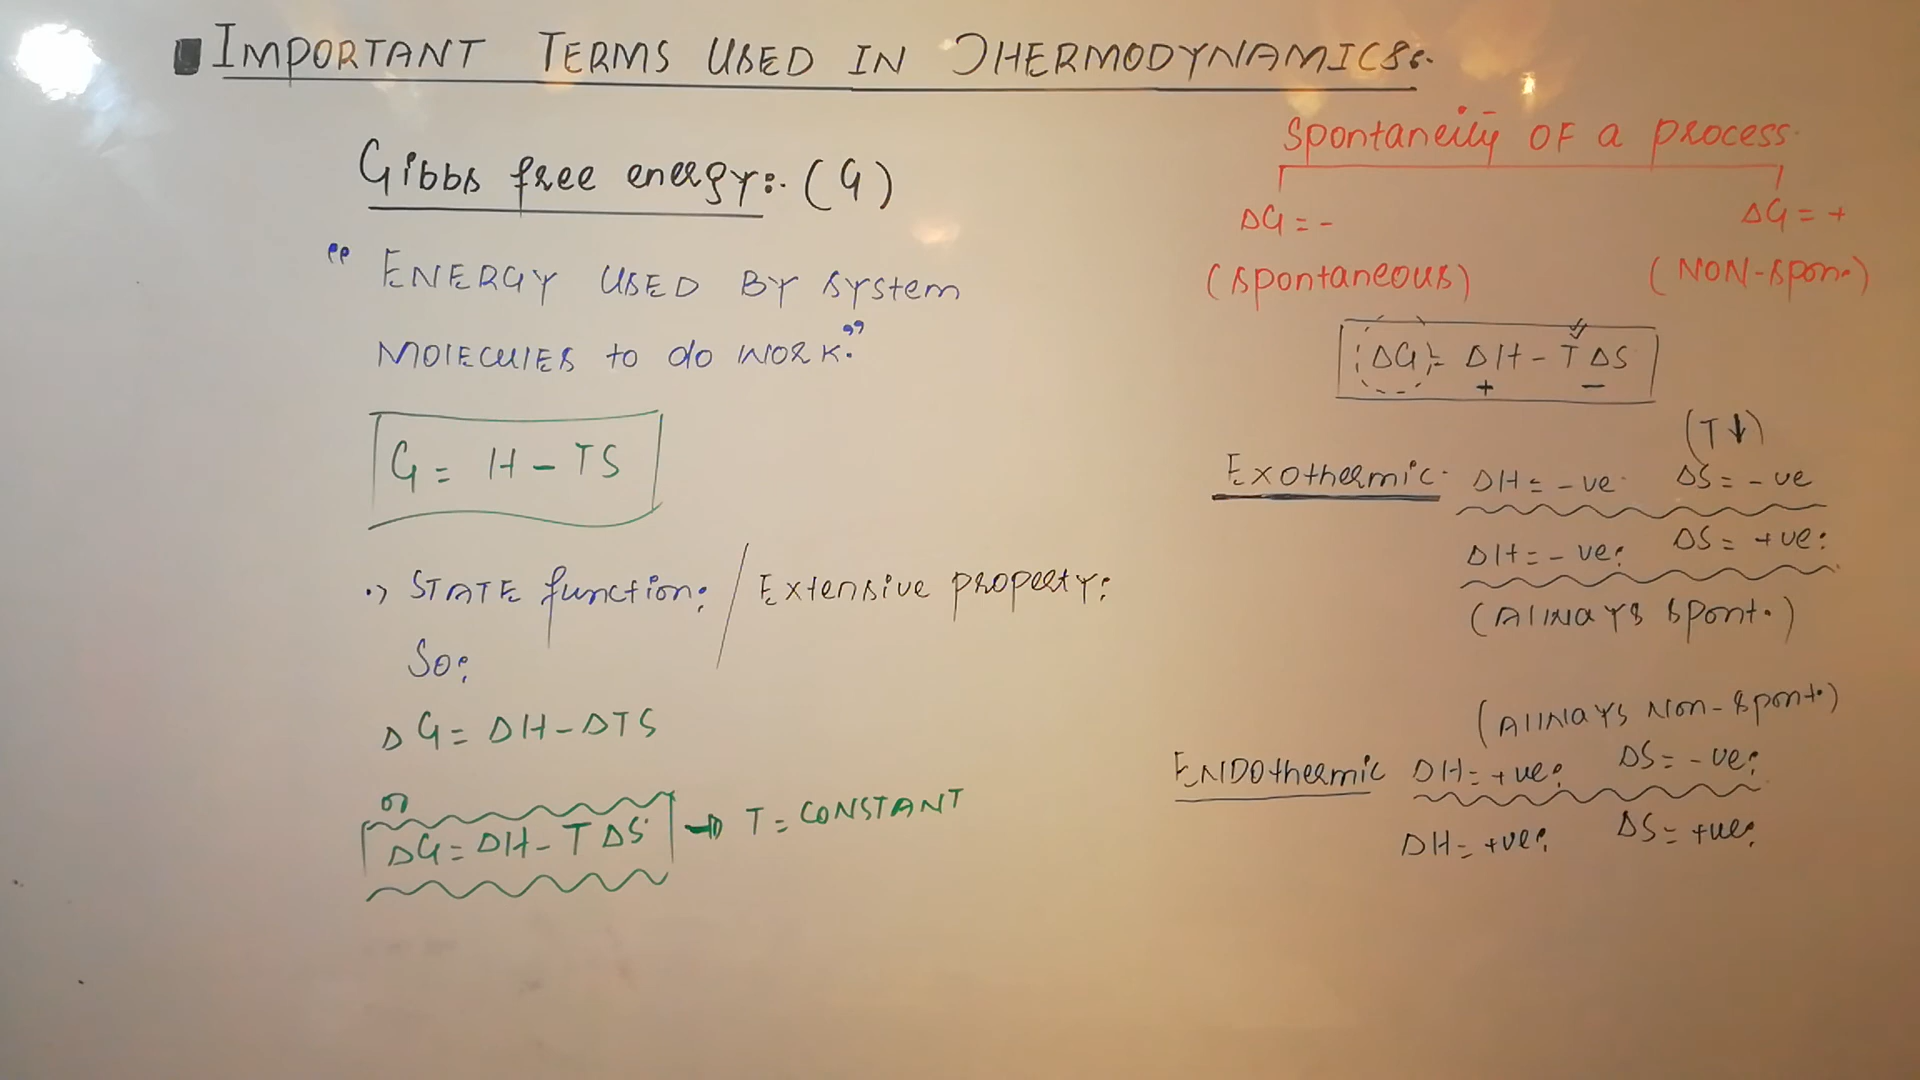 IMPORTANT TERMS USED IN THERMODYNAMICS:.
Gibbs free energy:. (G)
" ENERGY USED BY System
MOLECULES to do WORK."
G = H - TS
.> STATE function; / Extensive property:
So;
ΔG = ΔH - ΔTS
or
ΔG = ΔH - TΔS → T = CONSTANT
Spontaneity OF a process.
ΔG = -
ΔG = +
(spontaneous)
(NON-spon.)
ΔG = ΔH - TΔS
+ -
(T↓)
Exothermic. ΔH = -ve. ΔS = -ve
ΔH = -ve; ΔS = +ve:
(Always spont.)
(Always Non-spont.)
ENDOthermic ΔH = +ve; ΔS = -ve;
ΔH = +ve; ΔS = +ve;